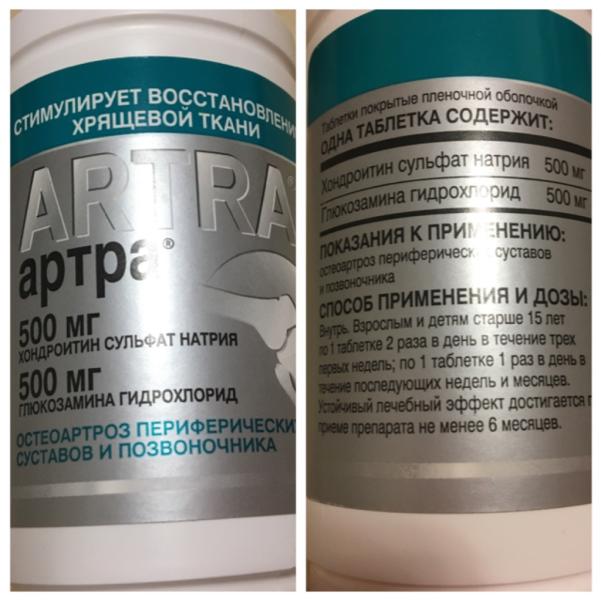 СТИМУЛИРУЕТ ВОССТАНОВЛЕНИ
ХРЯЩЕВОЙ ТКАНИ
ARTRA
артра®
500 МГ
ХОНДРОИТИН СУЛЬФАТ НАТРИЯ
500 МГ
ГЛЮКОЗАМИНА ГИДРОХЛОРИД
ОСТЕОАРТРОЗ ПЕРИФЕРИЧЕСКИ
СУСТАВОВ И ПОЗВОНОЧНИКА
Таблетки покрытые пленочной оболочкой
ОДНА ТАБЛЕТКА СОДЕРЖИТ:
Хондроитин сульфат натрия 500 мг
Глюкозамина гидрохлорид 500 мг
ПОКАЗАНИЯ К ПРИМЕНЕНИЮ:
остеоартроз периферических суставов
и позвоночника
СПОСОБ ПРИМЕНЕНИЯ И ДОЗЫ:
Внутрь. Взрослым и детям старше 15 лет
по 1 таблетке 2 раза в день в течение трех
первых недель; по 1 таблетке 1 раз в день в
течение последующих недель и месяцев.
Устойчивый лечебный эффект достигается п
приеме препарата не менее 6 месяцев.